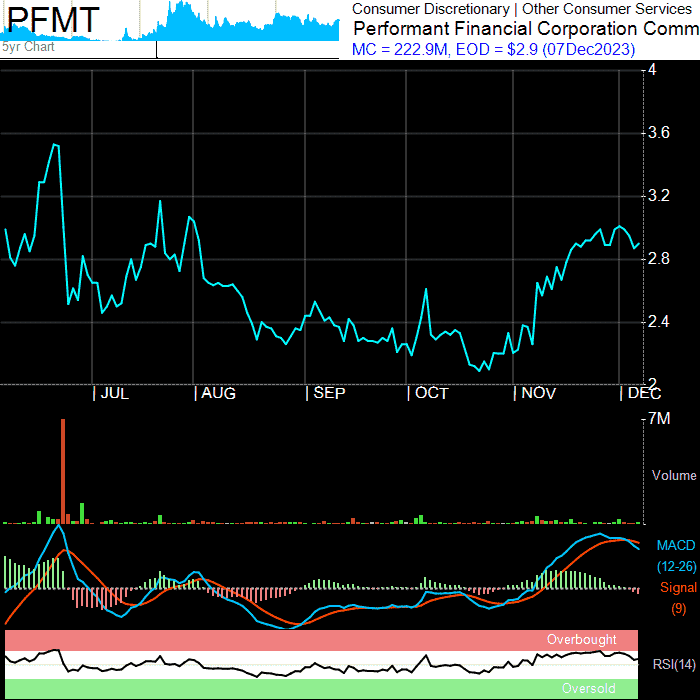 PFMT
5yr Chart
Consumer Discretionary | Other Consumer Services
Performant Financial Corporation Comm
MC = 222.9M, EOD = $2.9 (07Dec2023)
4
3.6
3.2
2.8
2.4
2
| JUL | AUG | SEP | OCT | NOV | DEC
7M
Volume
MACD
(12-26)
Signal
(9)
Overbought
RSI(14)
Oversold